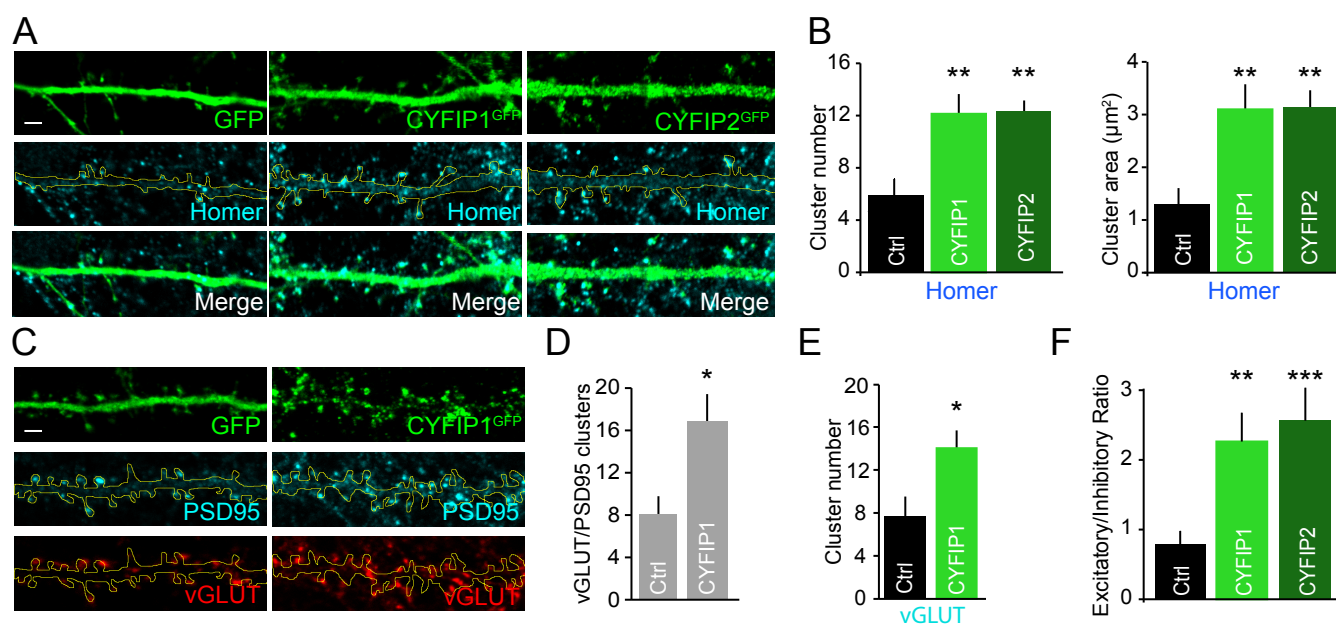 A
GFP
CYFIP1GFP
CYFIP2GFP
Homer
Homer
Homer
Merge
Merge
Merge
B
Cluster number
16
12
8
4
0
**
**
Ctrl
CYFIP1
CYFIP2
Homer
Cluster area (μm²)
4
3
2
1
0
**
**
Ctrl
CYFIP1
CYFIP2
Homer
C
GFP
CYFIP1GFP
PSD95
PSD95
vGLUT
vGLUT
D
vGLUT/PSD95 clusters
20
16
12
8
4
0
*
Ctrl
CYFIP1
E
Cluster number
20
16
12
8
4
0
*
Ctrl
CYFIP1
vGLUT
F
Excitatory/Inhibitory Ratio
3
2
1
0
**
***
Ctrl
CYFIP1
CYFIP2